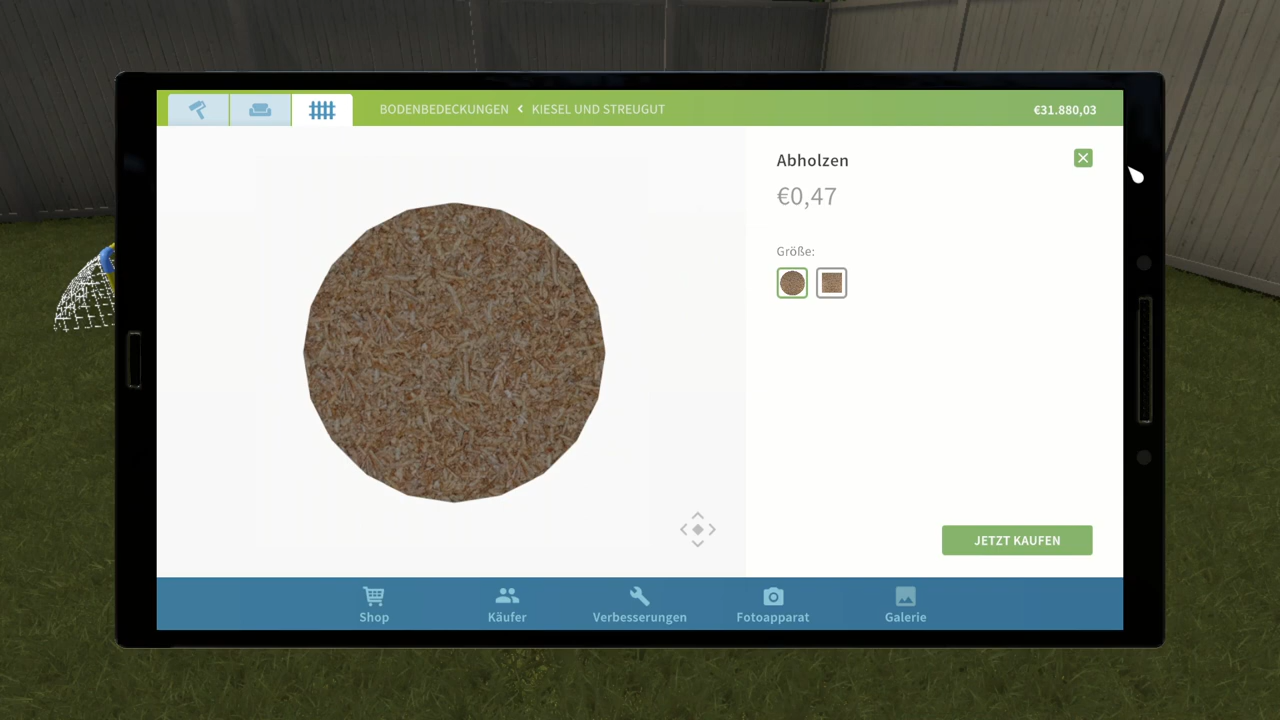 BODENBEDECKUNGEN < KIESEL UND STREUGUT
€31.880,03
Abholzen
€0,47
Größe:
JETZT KAUFEN
Shop
Käufer
Verbesserungen
Fotoapparat
Galerie